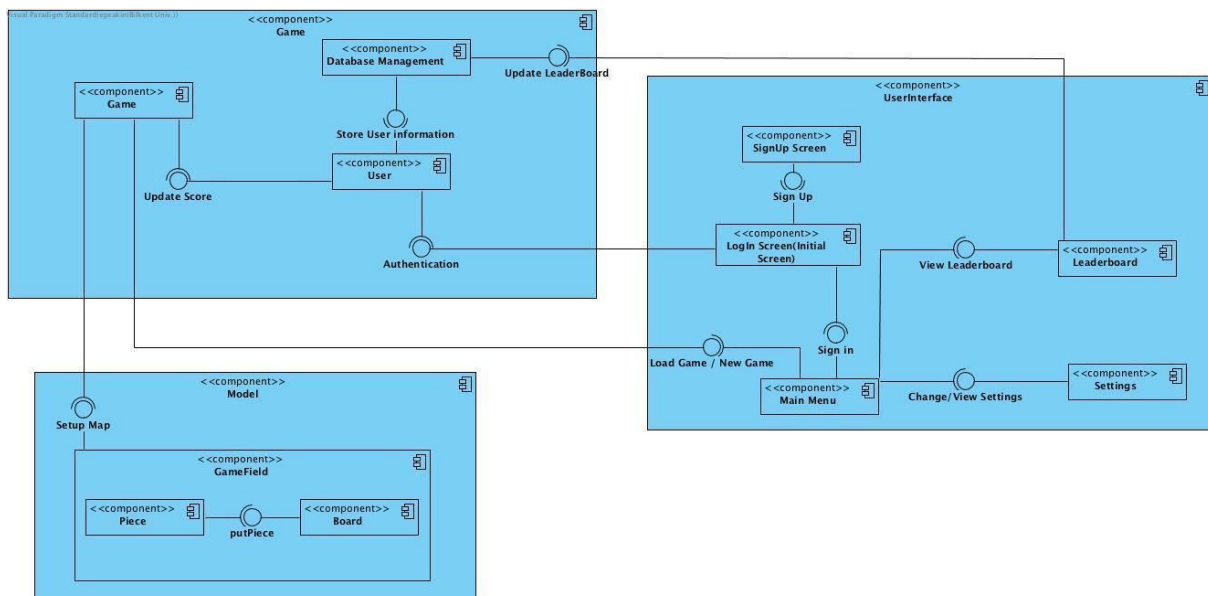 Visual Paradigm Standard(egeakin(Bilkent Univ.))
<<component>>
Game
<<component>>
Database Management
Update LeaderBoard
<<component>>
Game
Store User information
<<component>>
User
Update Score
Authentication
<<component>>
UserInterface
<<component>>
SignUp Screen
Sign Up
<<component>>
LogIn Screen(Initial
Screen)
View Leaderboard
<<component>>
Leaderboard
Sign in
Load Game / New Game
<<component>>
Main Menu
Change/View Settings
<<component>>
Settings
<<component>>
Model
Setup Map
<<component>>
GameField
<<component>>
Piece
putPiece
<<component>>
Board